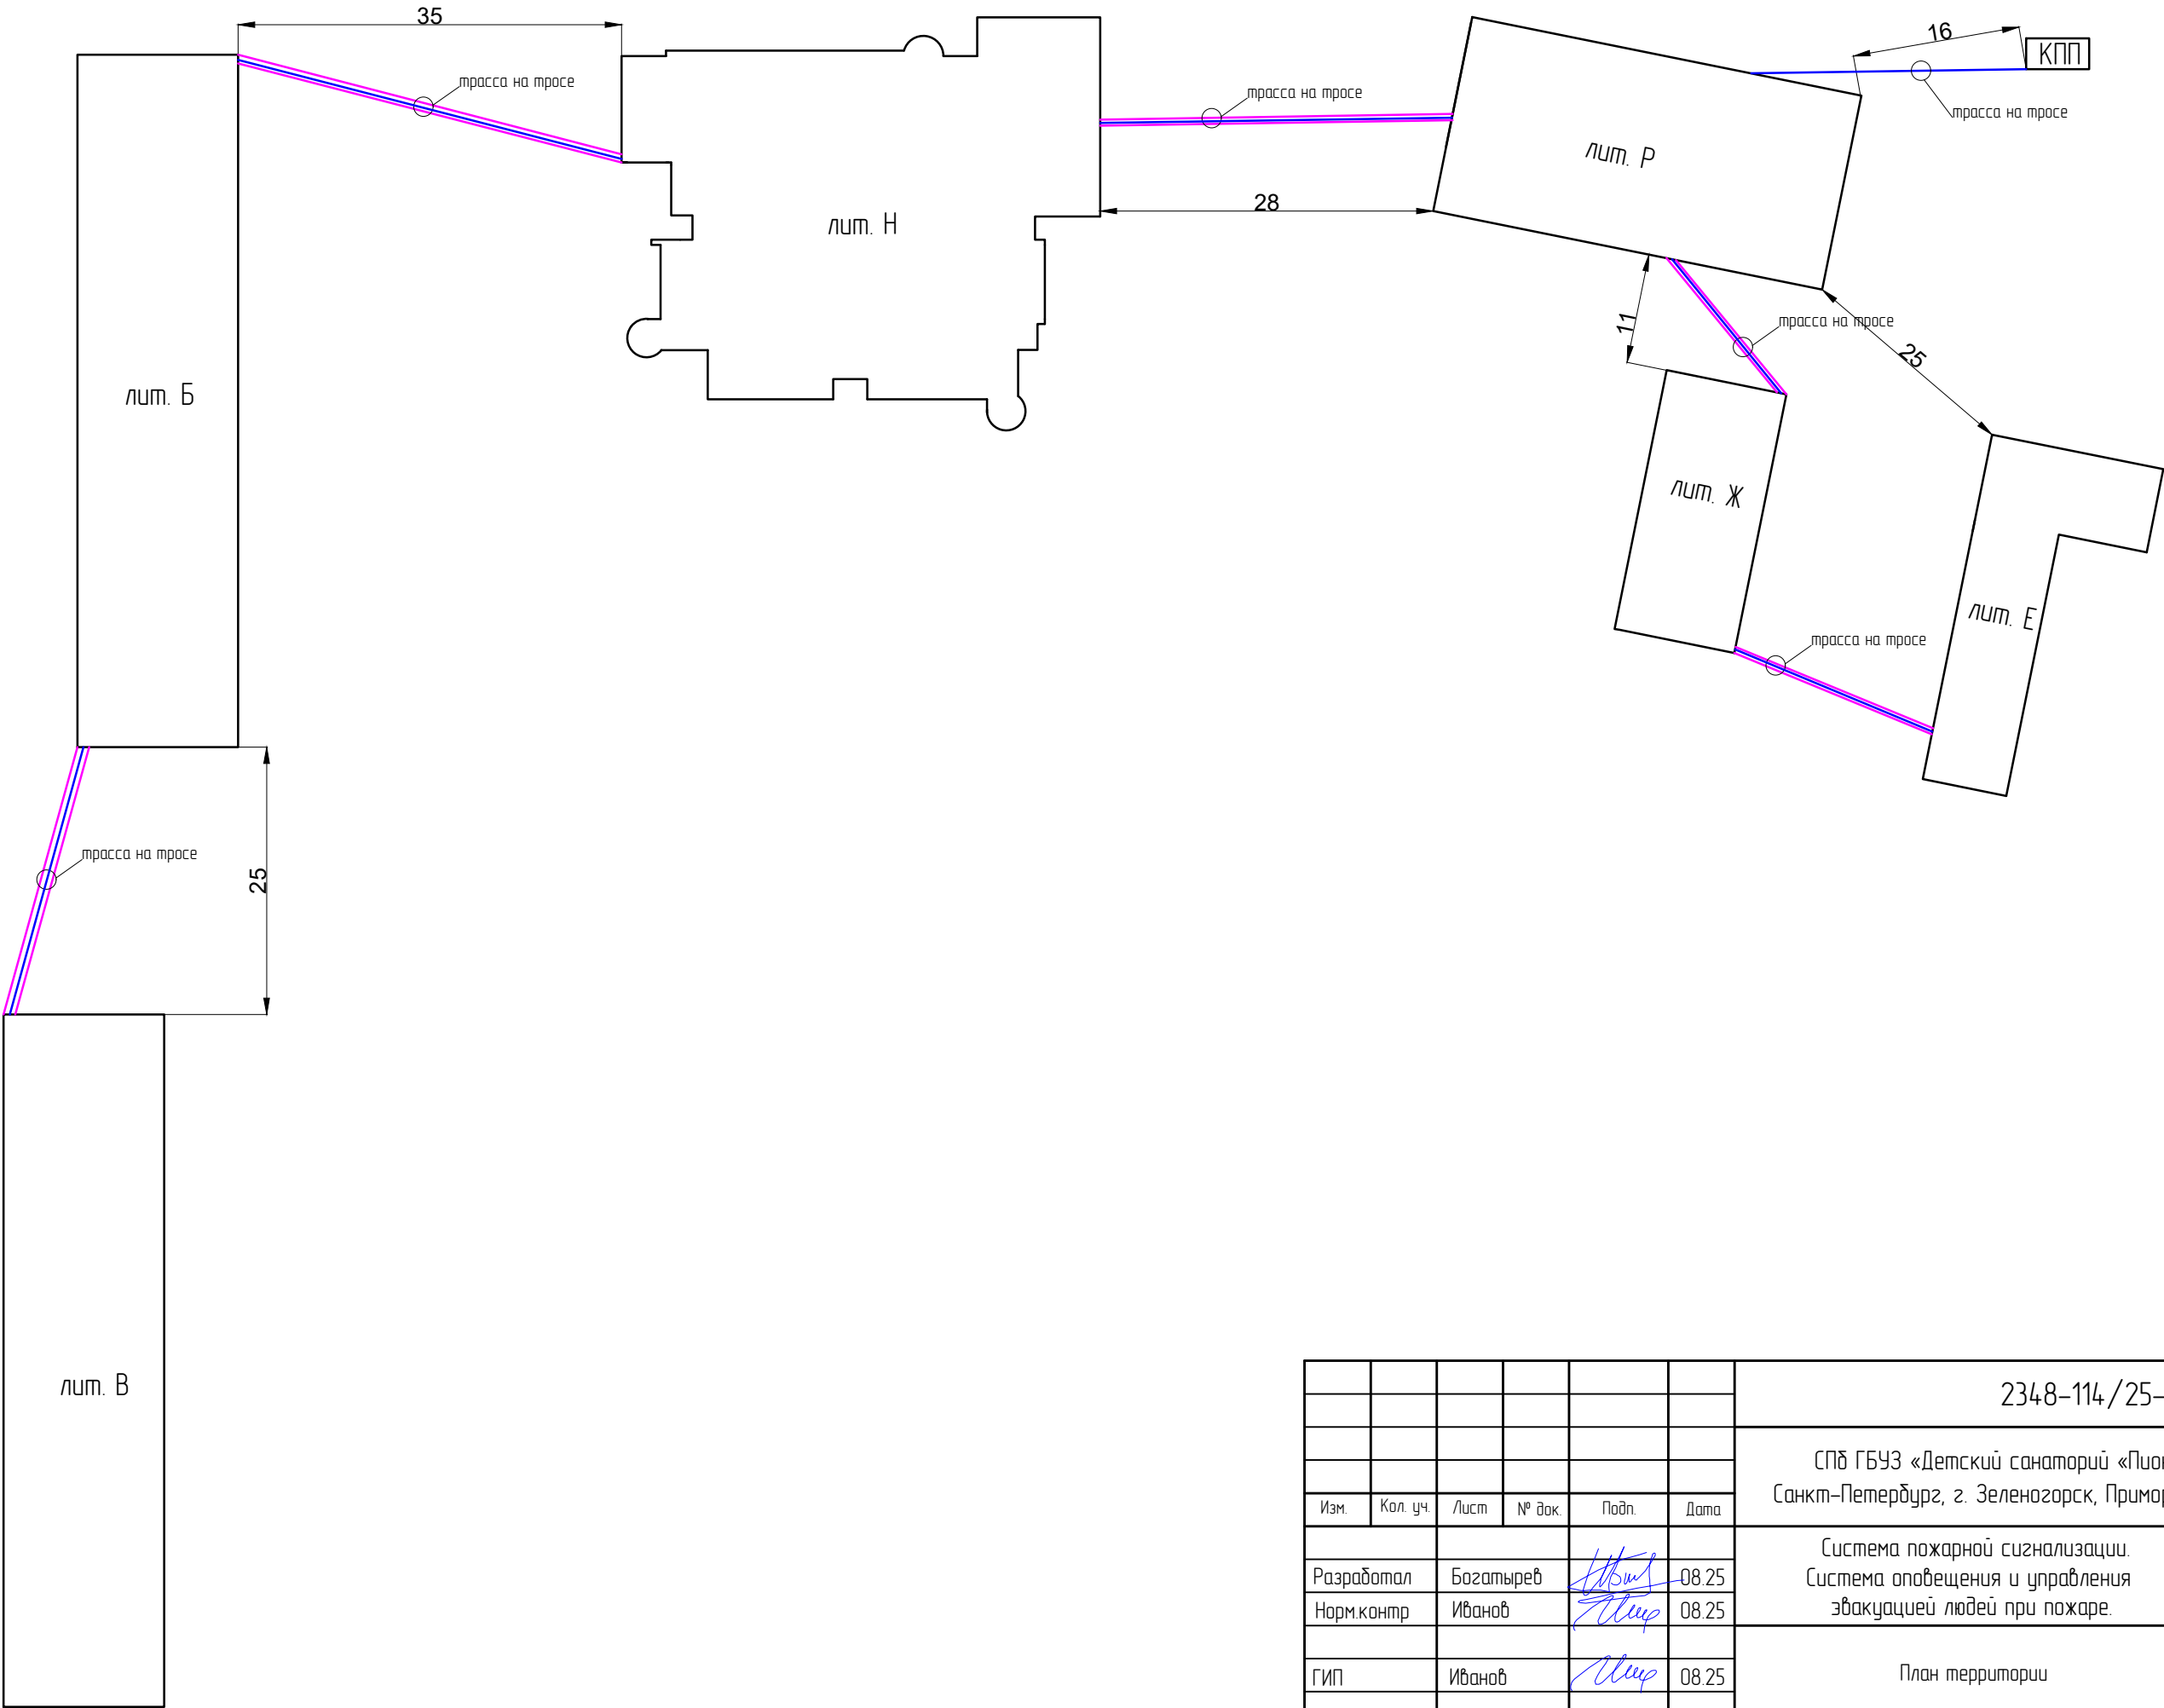 35
16
КПП
трасса на тросе
трасса на тросе
трасса на тросе
лит. Р
28
лит. Н
11
трасса на тросе
25
лит. Б
лит. Ж
лит. Е
трасса на тросе
трасса на тросе
25
лит. В
2348-114/25-
СПб ГБУЗ «Детский санаторий «Пион
Санкт-Петербург, г. Зеленогорск, Примор
Изм. Кол. уч. Лист № док. Подп. Дата
Система пожарной сигнализации.
Система оповещения и управления
эвакуацией людей при пожаре.
Разработал Богатырев 08.25
Норм.контр Иванов 08.25
ГИП Иванов 08.25
План территории